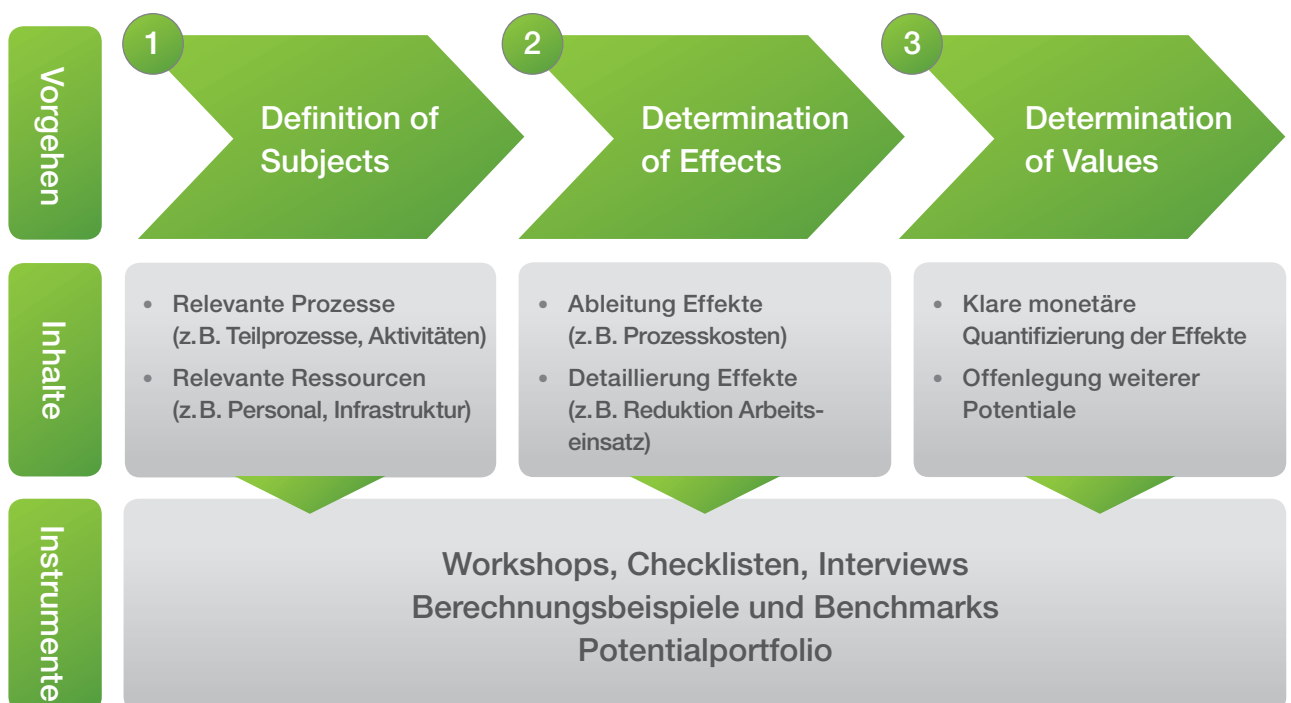 Vorgehen
1
Definition of
Subjects
2
Determination
of Effects
3
Determination
of Values
Inhalte
• Relevante Prozesse
(z.B. Teilprozesse, Aktivitäten)
• Relevante Ressourcen
(z.B. Personal, Infrastruktur)
• Ableitung Effekte
(z.B. Prozesskosten)
• Detaillierung Effekte
(z.B. Reduktion Arbeits-
einsatz)
• Klare monetäre
Quantifizierung der Effekte
• Offenlegung weiterer
Potentiale
Instrumente
Workshops, Checklisten, Interviews
Berechnungsbeispiele und Benchmarks
Potentialportfolio